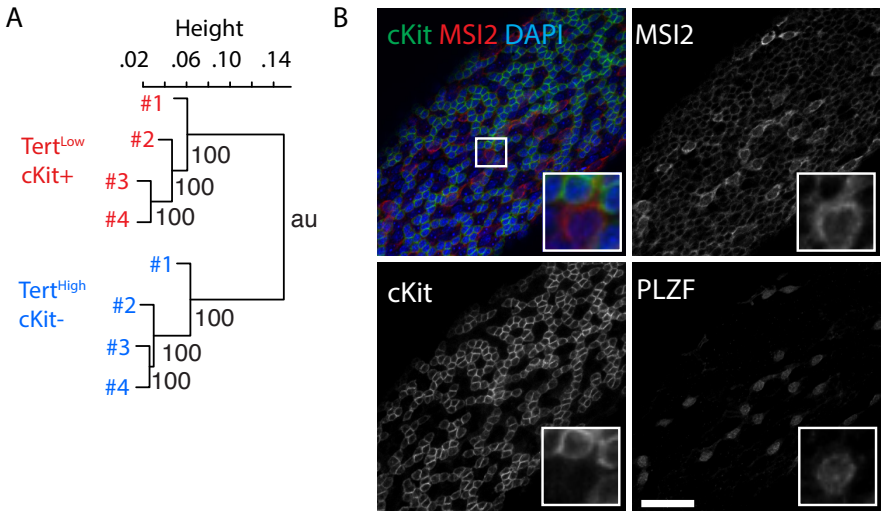 A
Height
.02 .06 .10 .14
#1
Tert^Low
cKit+
#2
100
#3
100
#4
100
au
Tert^High
cKit-
#1
#2
100
#3
100
#4
100
B
cKit MSI2 DAPI
MSI2
cKit
PLZF